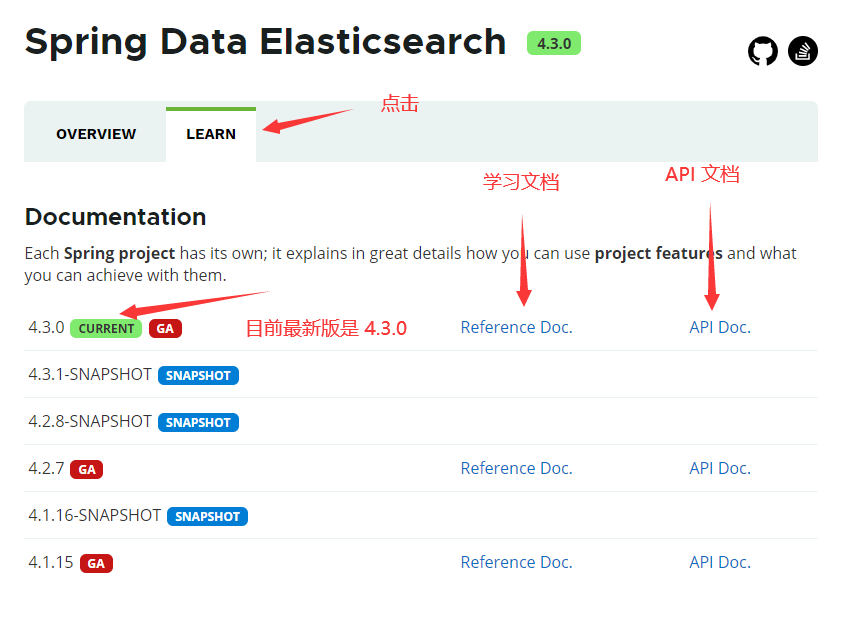 Spring Data Elasticsearch 4.3.0
点击
OVERVIEW LEARN
学习文档 API 文档
Documentation
Each Spring project has its own; it explains in great details how you can use project features and what
you can achieve with them.
4.3.0 CURRENT GA 目前最新版是 4.3.0 Reference Doc. API Doc.
4.3.1-SNAPSHOT SNAPSHOT
4.2.8-SNAPSHOT SNAPSHOT
4.2.7 GA Reference Doc. API Doc.
4.1.16-SNAPSHOT SNAPSHOT
4.1.15 GA Reference Doc. API Doc.